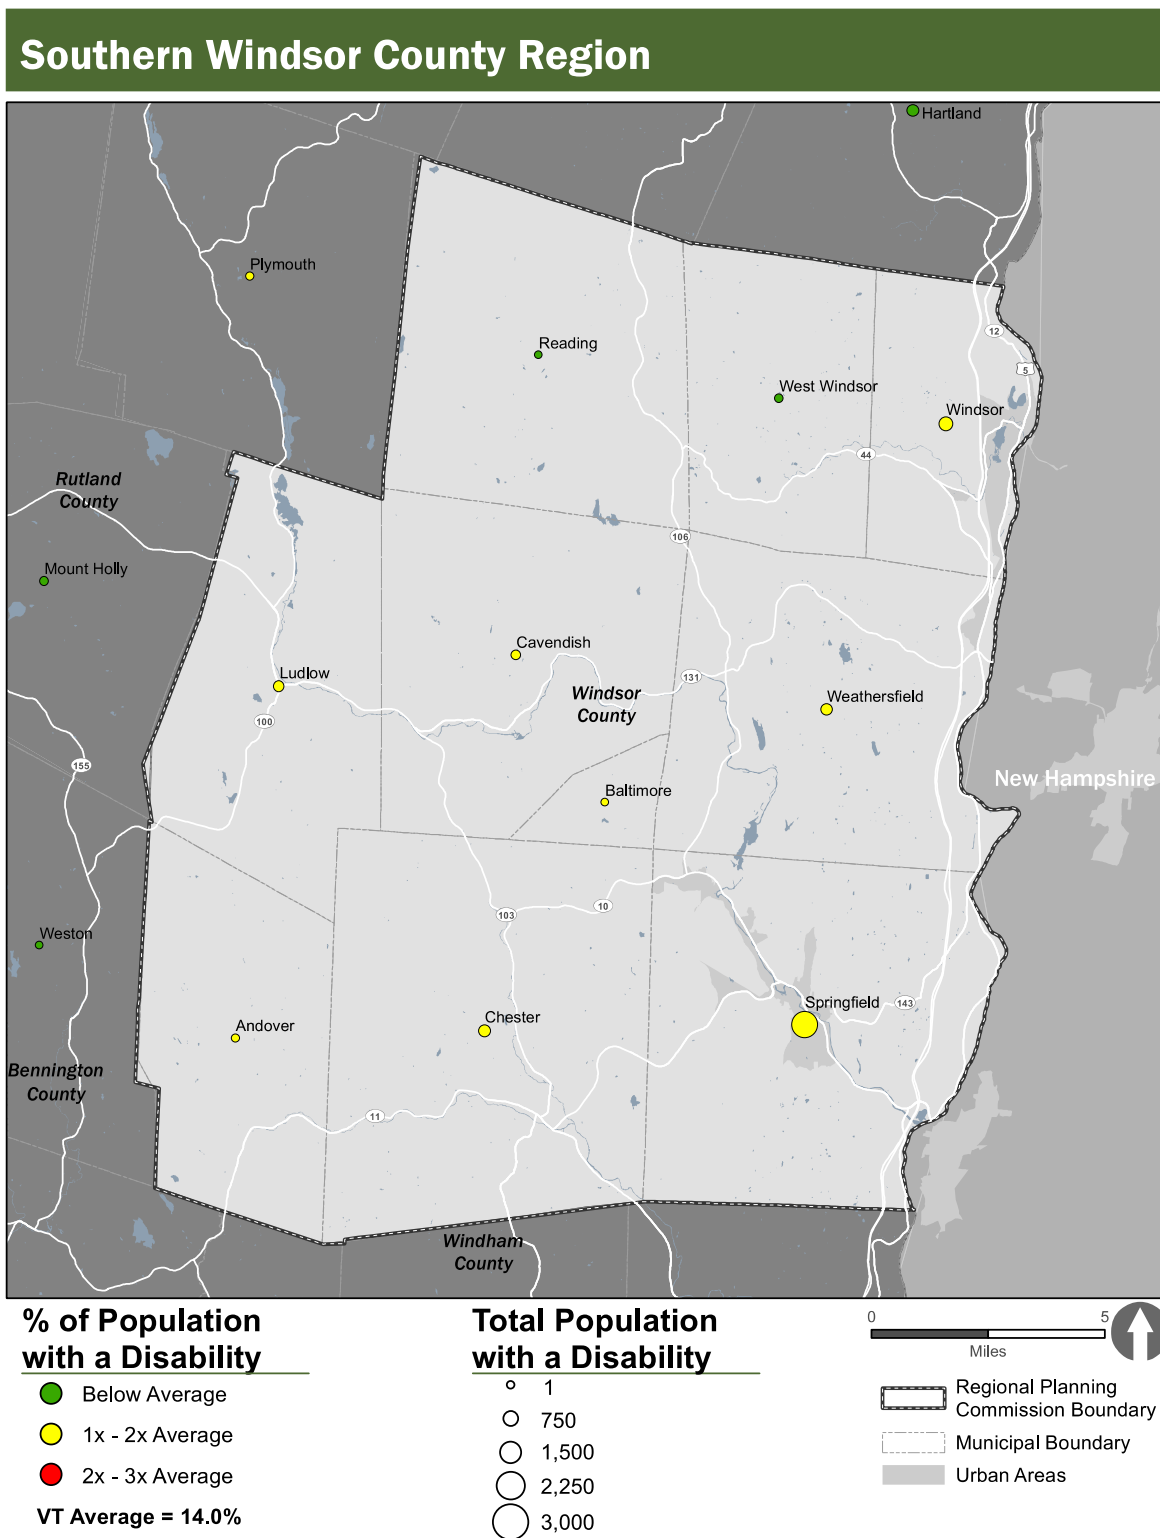 Southern Windsor County Region
Hartland
Plymouth
12
Reading
5
West Windsor
Windsor
44
Rutland
County
106
Mount Holly
Cavendish
Ludlow
131
Windsor
County
Weathersfield
100
155
New Hampshire
Baltimore
103
10
Weston
Springfield
143
Chester
Andover
Bennington
County
11
Windham
County
% of Population
with a Disability
Below Average
1x - 2x Average
2x - 3x Average
VT Average = 14.0%
Total Population
with a Disability
1
750
1,500
2,250
3,000
0
5
Miles
Regional Planning
Commission Boundary
Municipal Boundary
Urban Areas